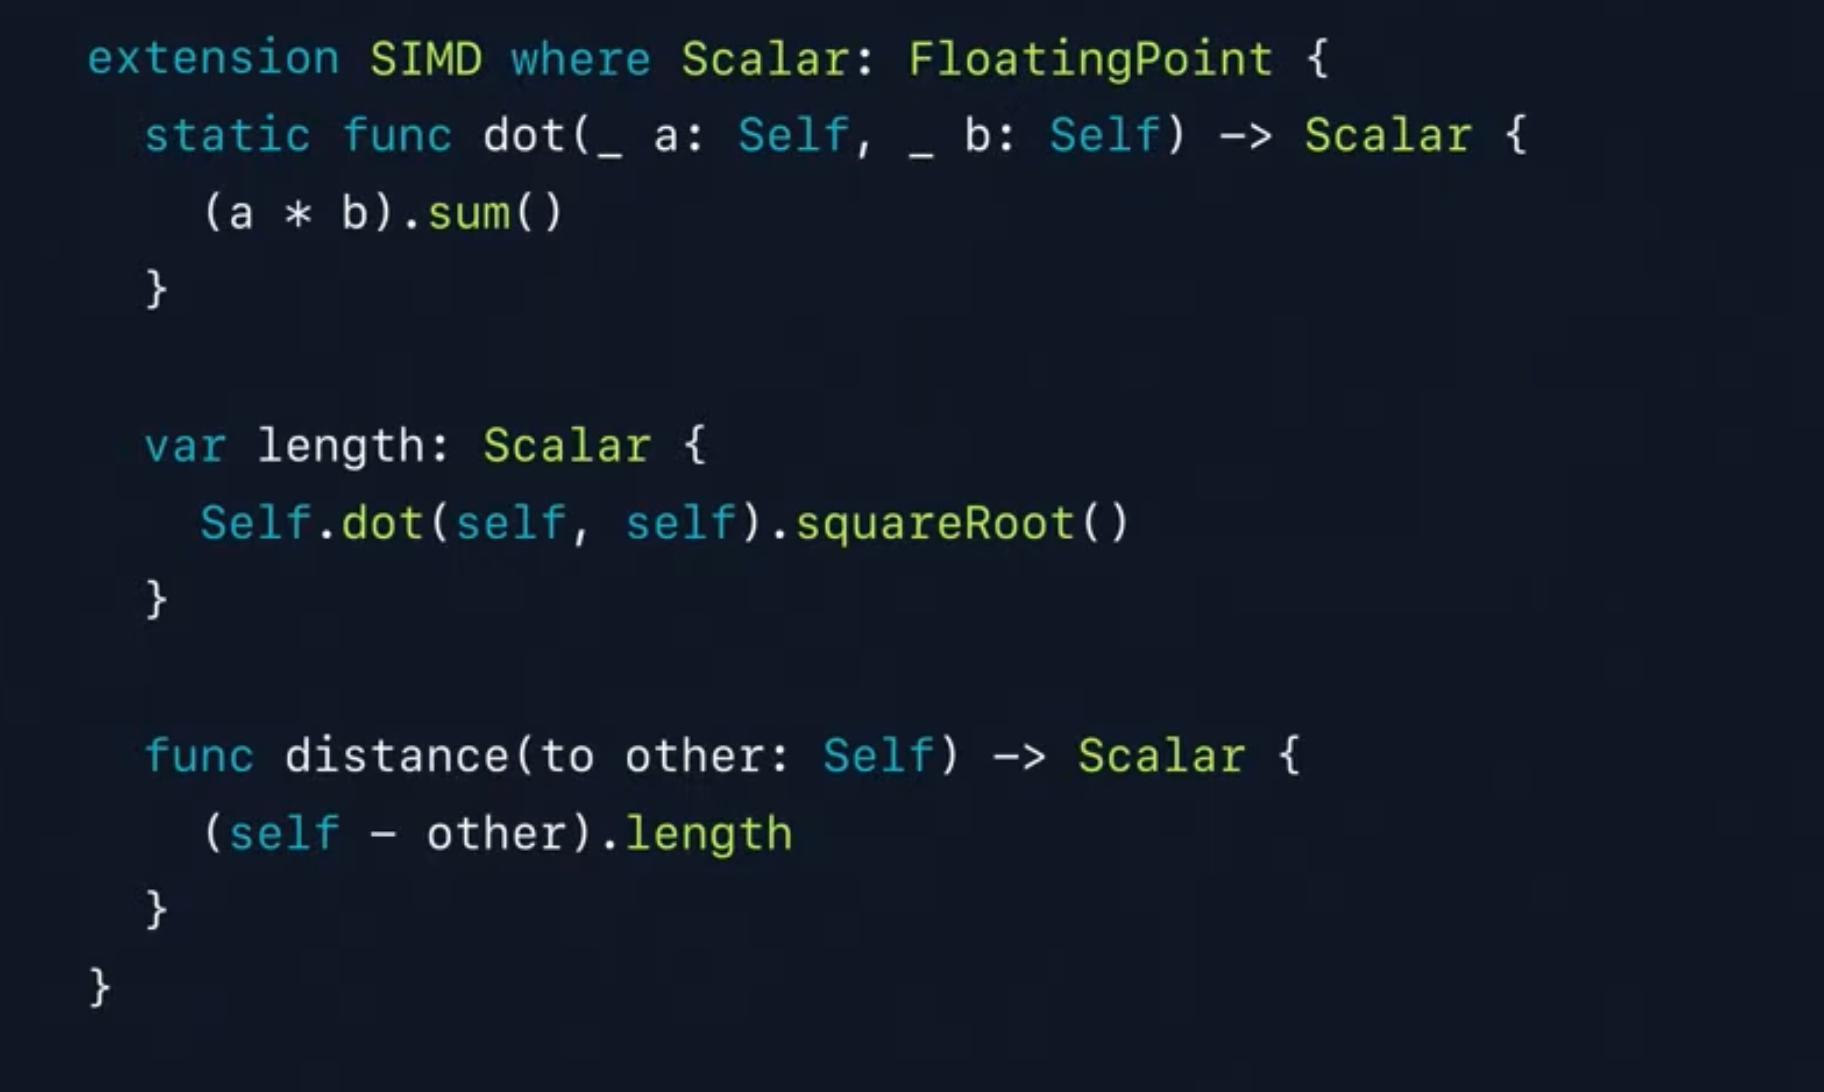 extension SIMD where Scalar: FloatingPoint {
  static func dot(_ a: Self, _ b: Self) -> Scalar {
    (a * b).sum()
  }

  var length: Scalar {
    Self.dot(self, self).squareRoot()
  }

  func distance(to other: Self) -> Scalar {
    (self - other).length
  }
}